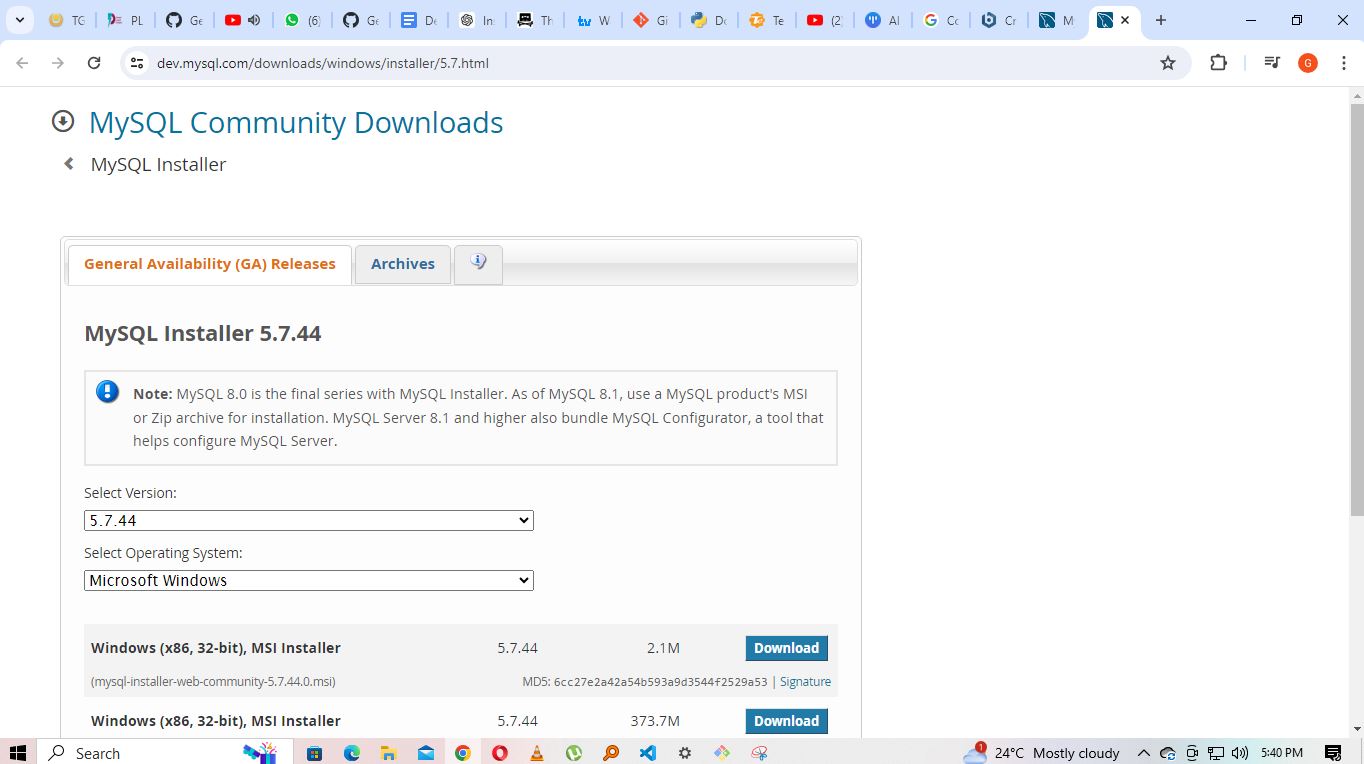 TG
PL
Ge
(6)
Ge
De
In
Th
W
Gi
Do
Te
(2)
AI
Co
Cr
M
dev.mysql.com/downloads/windows/installer/5.7.html
G
MySQL Community Downloads
MySQL Installer
General Availability (GA) Releases
Archives
MySQL Installer 5.7.44
Note: MySQL 8.0 is the final series with MySQL Installer. As of MySQL 8.1, use a MySQL product's MSI
or Zip archive for installation. MySQL Server 8.1 and higher also bundle MySQL Configurator, a tool that
helps configure MySQL Server.
Select Version:
5.7.44
Select Operating System:
Microsoft Windows
Windows (x86, 32-bit), MSI Installer 5.7.44 2.1M Download
(mysql-installer-web-community-5.7.44.0.msi) MD5: 6cc27e2a42a54b593a9d3544f2529a53 | Signature
Windows (x86, 32-bit), MSI Installer 5.7.44 373.7M Download
Search
1
24°C Mostly cloudy
5:40 PM